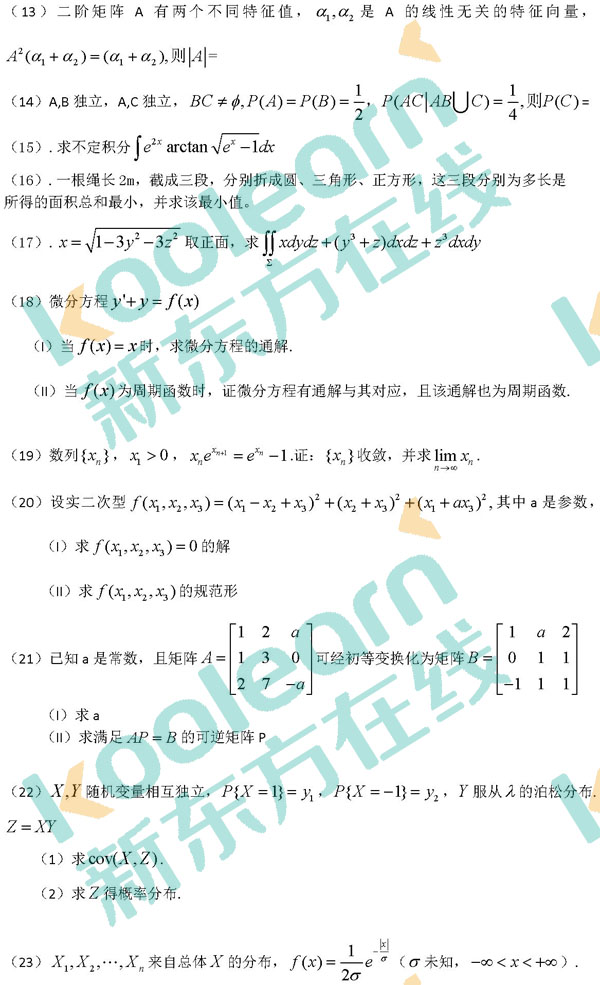 （13）二阶矩阵 A 有两个不同特征值，α₁,α₂ 是 A 的线性无关的特征向量，
A²(α₁+α₂)=(α₁+α₂),则|A|=
（14）A,B 独立，A,C 独立，BC≠ϕ,P(A)=P(B)=1/2，P(AC|AB⋃C)=1/4,则P(C)=
（15）. 求不定积分∫e^{2x} arctan √(e^x−1)dx
（16）. 一根绳长 2m，截成三段，分别折成圆、三角形、正方形，这三段分别为多长是
所得的面积总和最小，并求该最小值。
（17）. x=√(1−3y²−3z²) 取正面，求∬_Σ xdydz+(y³+z)dxdz+z³dxdy
（18）微分方程 y'+y=f(x)
（I）当 f(x)=x 时，求微分方程的通解.
（II）当 f(x) 为周期函数时，证微分方程有通解与其对应，且该通解也为周期函数.
（19）数列{x_n}，x₁>0，x_n e^{x_{n+1}}=e^{x_n}−1.证：{x_n}收敛，并求lim_{n→∞} x_n.
（20）设实二次型 f(x₁,x₂,x₃)=(x₁−x₂+x₃)²+(x₂+x₃)²+(x₁+ax₃)²,其中 a 是参数，
（I）求 f(x₁,x₂,x₃)=0 的解
（II）求 f(x₁,x₂,x₃) 的规范形
（21）已知 a 是常数，且矩阵 A=[1 2 a; 1 3 0; 2 7 −a]可经初等变换化为矩阵 B=[1 a 2; 0 1 1; −1 1 1]
（I）求 a
（II）求满足 AP=B 的可逆矩阵 P
（22）X,Y 随机变量相互独立，P{X=1}=y₁，P{X=−1}=y₂，Y 服从 λ 的泊松分布.
Z=XY
（1）求 cov(X,Z).
（2）求 Z 得概率分布.
（23）X₁,X₂,⋯,X_n 来自总体 X 的分布，f(x)=1/(2σ) e^{−|x|/σ}（σ 未知，−∞<x<+∞）.
koolearn
新东方在线
koolearn
新东方在线